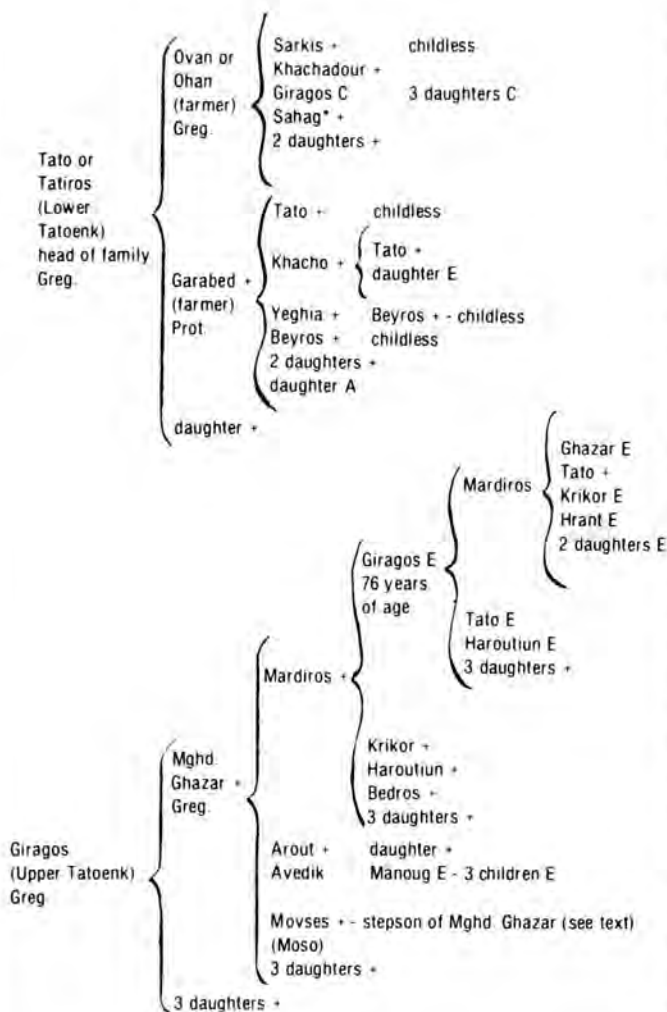 Tato or
Tatiros
(Lower
Tatoenk)
head of family
Greg.
Ovan or
Ohan
(farmer)
Greg.
Sarkis + childless
Khachadour +
Giragos C 3 daughters C
Sahag* +
2 daughters +
Garabed +
(farmer)
Prot.
Tato + childless
Khacho +
Tato +
daughter E
Yeghia + Beyros + - childless
Beyros + childless
2 daughters +
daughter A
daughter +
Giragos
(Upper Tatoenk)
Greg.
Mghd.
Ghazar +
Greg.
Mardiros +
Giragos E
76 years
of age
Mardiros
Ghazar E
Tato +
Krikor E
Hrant E
2 daughters E
Tato E
Haroutiun E
3 daughters +
Krikor +
Haroutiun +
Bedros +
3 daughters +
Arout + daughter +
Avedik Manoug E - 3 children E
Movses + - stepson of Mghd. Ghazar (see text)
(Moso)
3 daughters +
3 daughters +